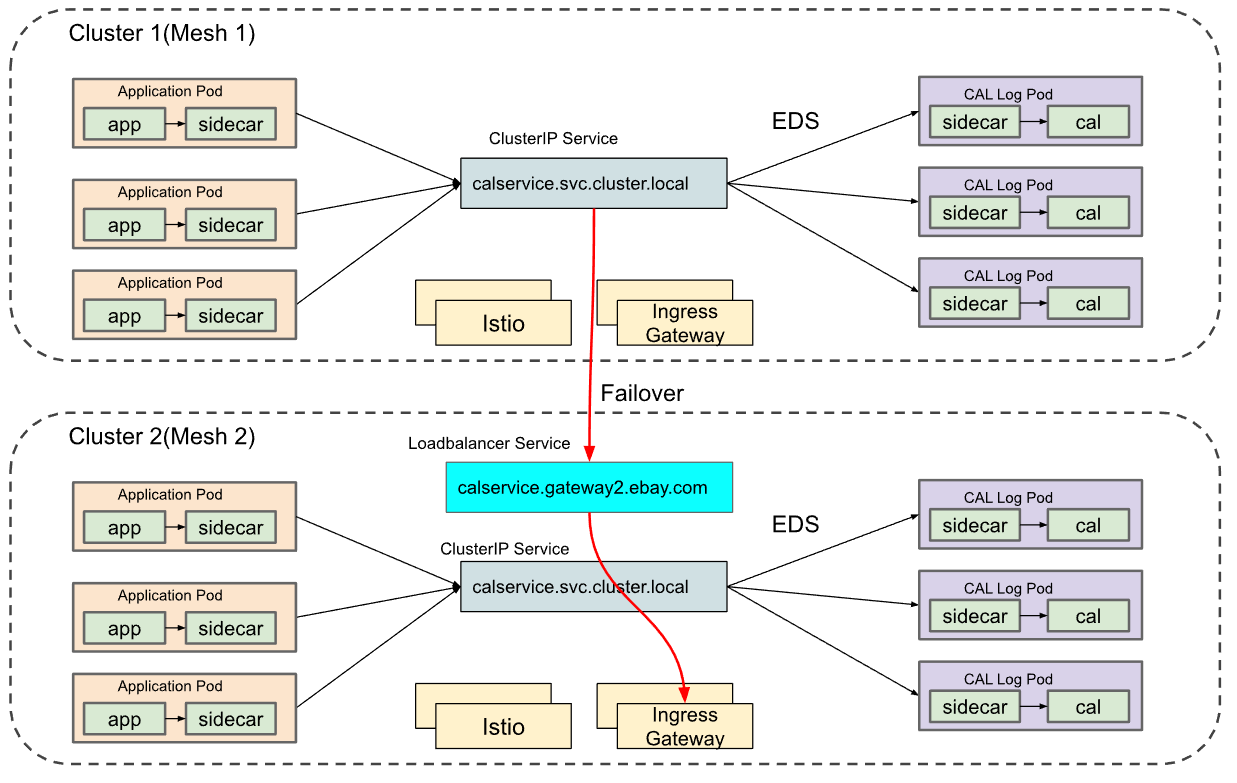 Cluster 1(Mesh 1)
Application Pod
app
sidecar
Application Pod
app
sidecar
Application Pod
app
sidecar
ClusterIP Service
calservice.svc.cluster.local
EDS
CAL Log Pod
sidecar
cal
CAL Log Pod
sidecar
cal
CAL Log Pod
sidecar
cal
Istio
Ingress
Gateway
Failover
Cluster 2(Mesh 2)
Loadbalancer Service
calservice.gateway2.ebay.com
Application Pod
app
sidecar
Application Pod
app
sidecar
Application Pod
app
sidecar
ClusterIP Service
calservice.svc.cluster.local
EDS
CAL Log Pod
sidecar
cal
CAL Log Pod
sidecar
cal
CAL Log Pod
sidecar
cal
Istio
Ingress
Gateway